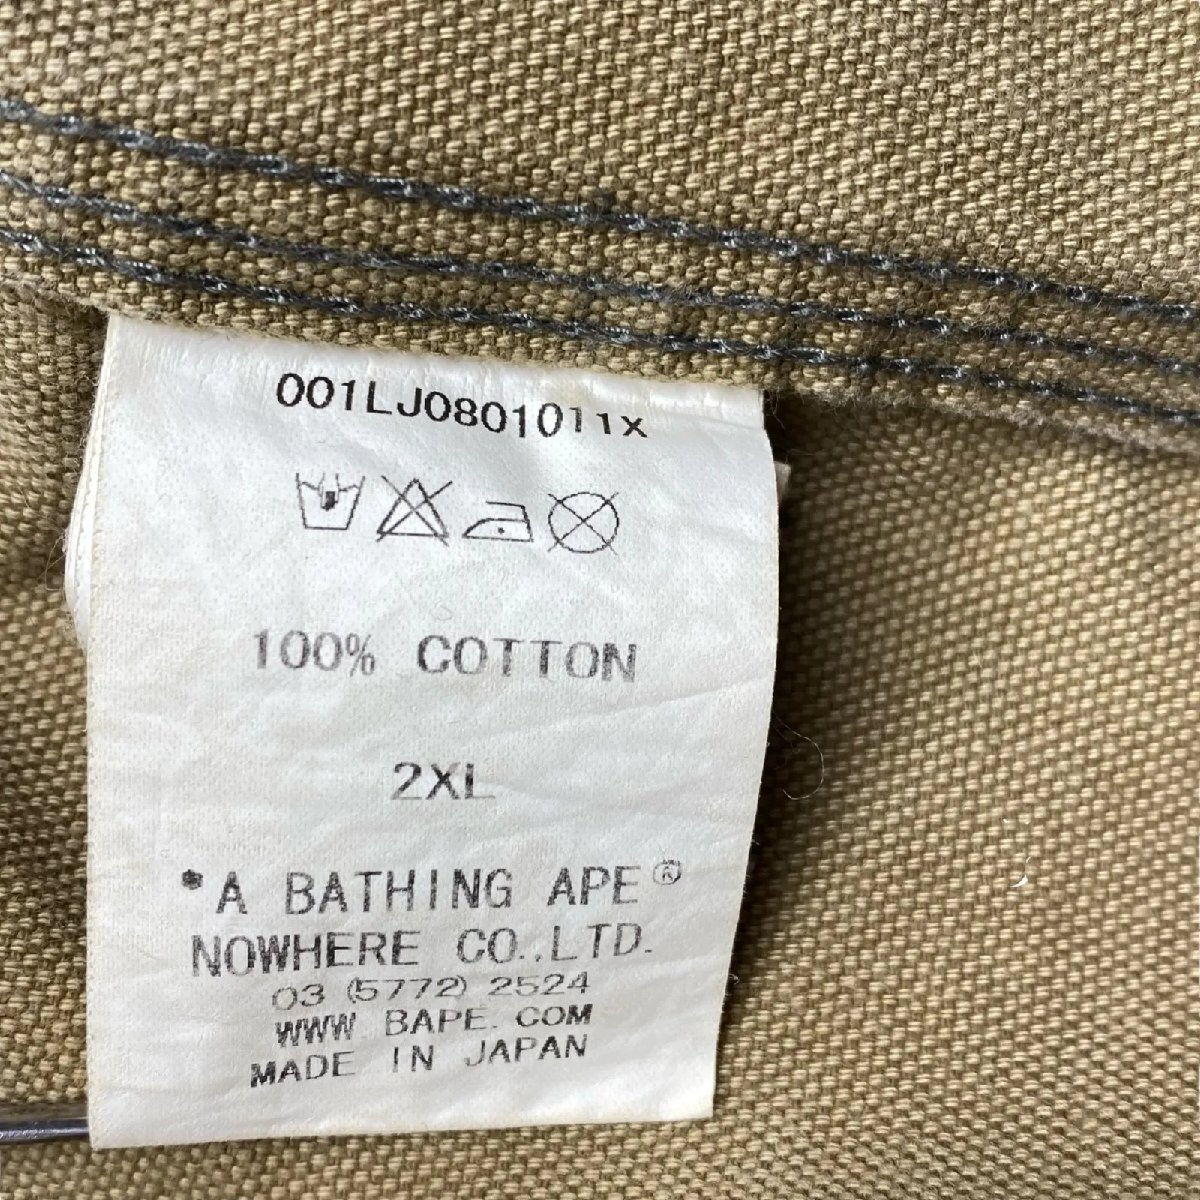 001LJ0801011X
100% COTTON
2XL
*A BATHING APE®
NOWHERE CO.,LTD.
03 (5772) 2524
WWW.BAPE.COM
MADE IN JAPAN